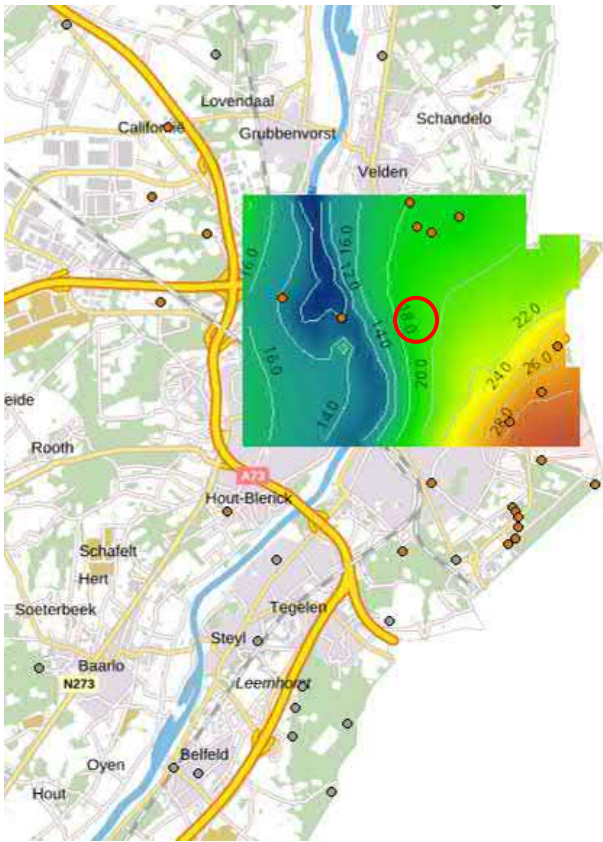 Lovendaal
Schandelo
Californië
Grubbenvorst
Velden
16.0
16.0
12.0
18.0
14.0
22.0
16.0
20.0
24.0
26.0
14.0
28.0
eide
Rooth
A73
Hout-Blerick
Schafelt
Hert
Soeterbeek
Tegelen
Steyl
Baarlo
N273
Leemhorst
Oyen
Belfeld
Hout